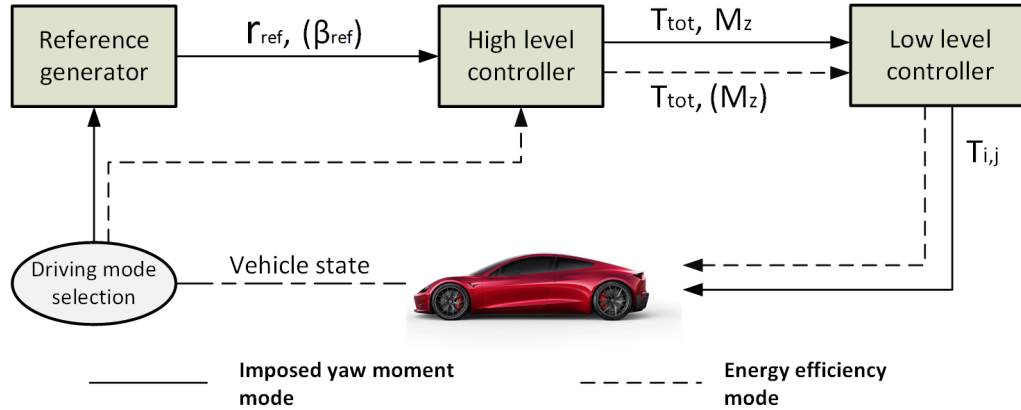 Reference
generator
rref, (βref)
High level
controller
Ttot, Mz
Ttot, (Mz)
Low level
controller
Ti,j
Driving mode
selection
Vehicle state
Imposed yaw moment
mode
Energy efficiency
mode